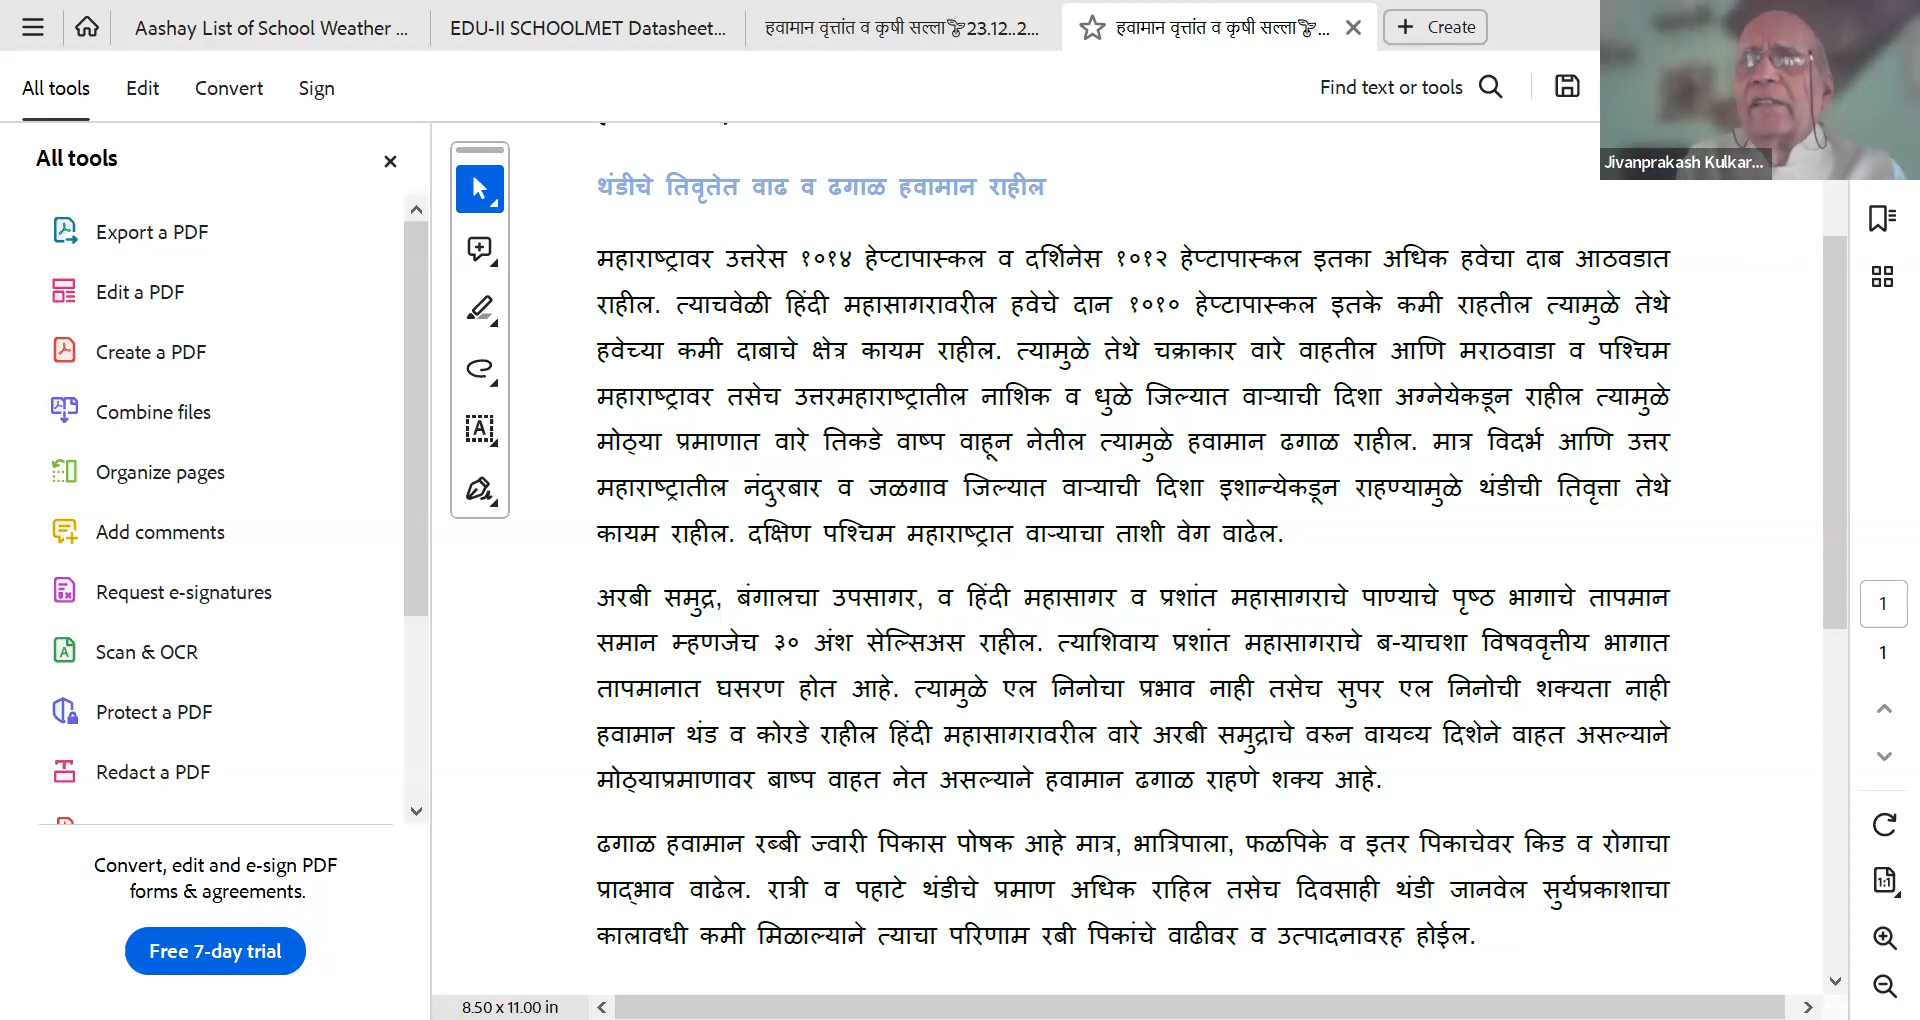 Aashay List of School Weather ...
EDU-II SCHOOLMET Datasheet...
हवामान वृत्तांत व कृषी सल्ला🌾23.12..2...
हवामान वृत्तांत व कृषी सल्ला🌾...
+ Create
All tools
Edit
Convert
Sign
Find text or tools
Jivanprakash Kulkar...
All tools
Export a PDF
Edit a PDF
Create a PDF
Combine files
Organize pages
Add comments
Request e-signatures
Scan & OCR
Protect a PDF
Redact a PDF
Convert, edit and e-sign PDF
forms & agreements.
Free 7-day trial
थंडीचे तिवृतेत वाढ व ढगाळ हवामान राहील
महाराष्ट्रावर उत्तरेस १०१४ हेप्टापास्कल व दर्शिनेस १०१२ हेप्टापास्कल इतका अधिक हवेचा दाब आठवडात
राहील. त्याचवेळी हिंदी महासागरावरील हवेचे दान १०१० हेप्टापास्कल इतके कमी राहतील त्यामुळे तेथे
हवेच्या कमी दाबाचे क्षेत्र कायम राहील. त्यामुळे तेथे चक्राकार वारे वाहतील आणि मराठवाडा व पश्चिम
महाराष्ट्रावर तसेच उत्तरमहाराष्ट्रातील नाशिक व धुळे जिल्यात वाऱ्याची दिशा अग्नेयेकडून राहील त्यामुळे
मोठ्या प्रमाणात वारे तिकडे वाष्प वाहून नेतील त्यामुळे हवामान ढगाळ राहील. मात्र विदर्भ आणि उत्तर
महाराष्ट्रातील नंदुरबार व जळगाव जिल्यात वाऱ्याची दिशा इशान्येकडून राहण्यामुळे थंडीची तिवृत्ता तेथे
कायम राहील. दक्षिण पश्चिम महाराष्ट्रात वाऱ्याचा ताशी वेग वाढेल.
अरबी समुद्र, बंगालचा उपसागर, व हिंदी महासागर व प्रशांत महासागराचे पाण्याचे पृष्ठ भागाचे तापमान
समान म्हणजेच ३० अंश सेल्सिअस राहील. त्याशिवाय प्रशांत महासागराचे ब-याचशा विषववृत्तीय भागात
तापमानात घसरण होत आहे. त्यामुळे एल निनोचा प्रभाव नाही तसेच सुपर एल निनोची शक्यता नाही
हवामान थंड व कोरडे राहील हिंदी महासागरावरील वारे अरबी समुद्राचे वरुन वायव्य दिशेने वाहत असल्याने
मोठ्याप्रमाणावर बाष्प वाहत नेत असल्याने हवामान ढगाळ राहणे शक्य आहे.
ढगाळ हवामान रब्बी ज्वारी पिकास पोषक आहे मात्र, भात्रिपाला, फळपिके व इतर पिकाचेवर किड व रोगाचा
प्राद्भाव वाढेल. रात्री व पहाटे थंडीचे प्रमाण अधिक राहिल तसेच दिवसाही थंडी जानवेल सुर्यप्रकाशाचा
कालावधी कमी मिळाल्याने त्याचा परिणाम रबी पिकांचे वाढीवर व उत्पादनावरह होईल.
1
1
8.50 x 11.00 in